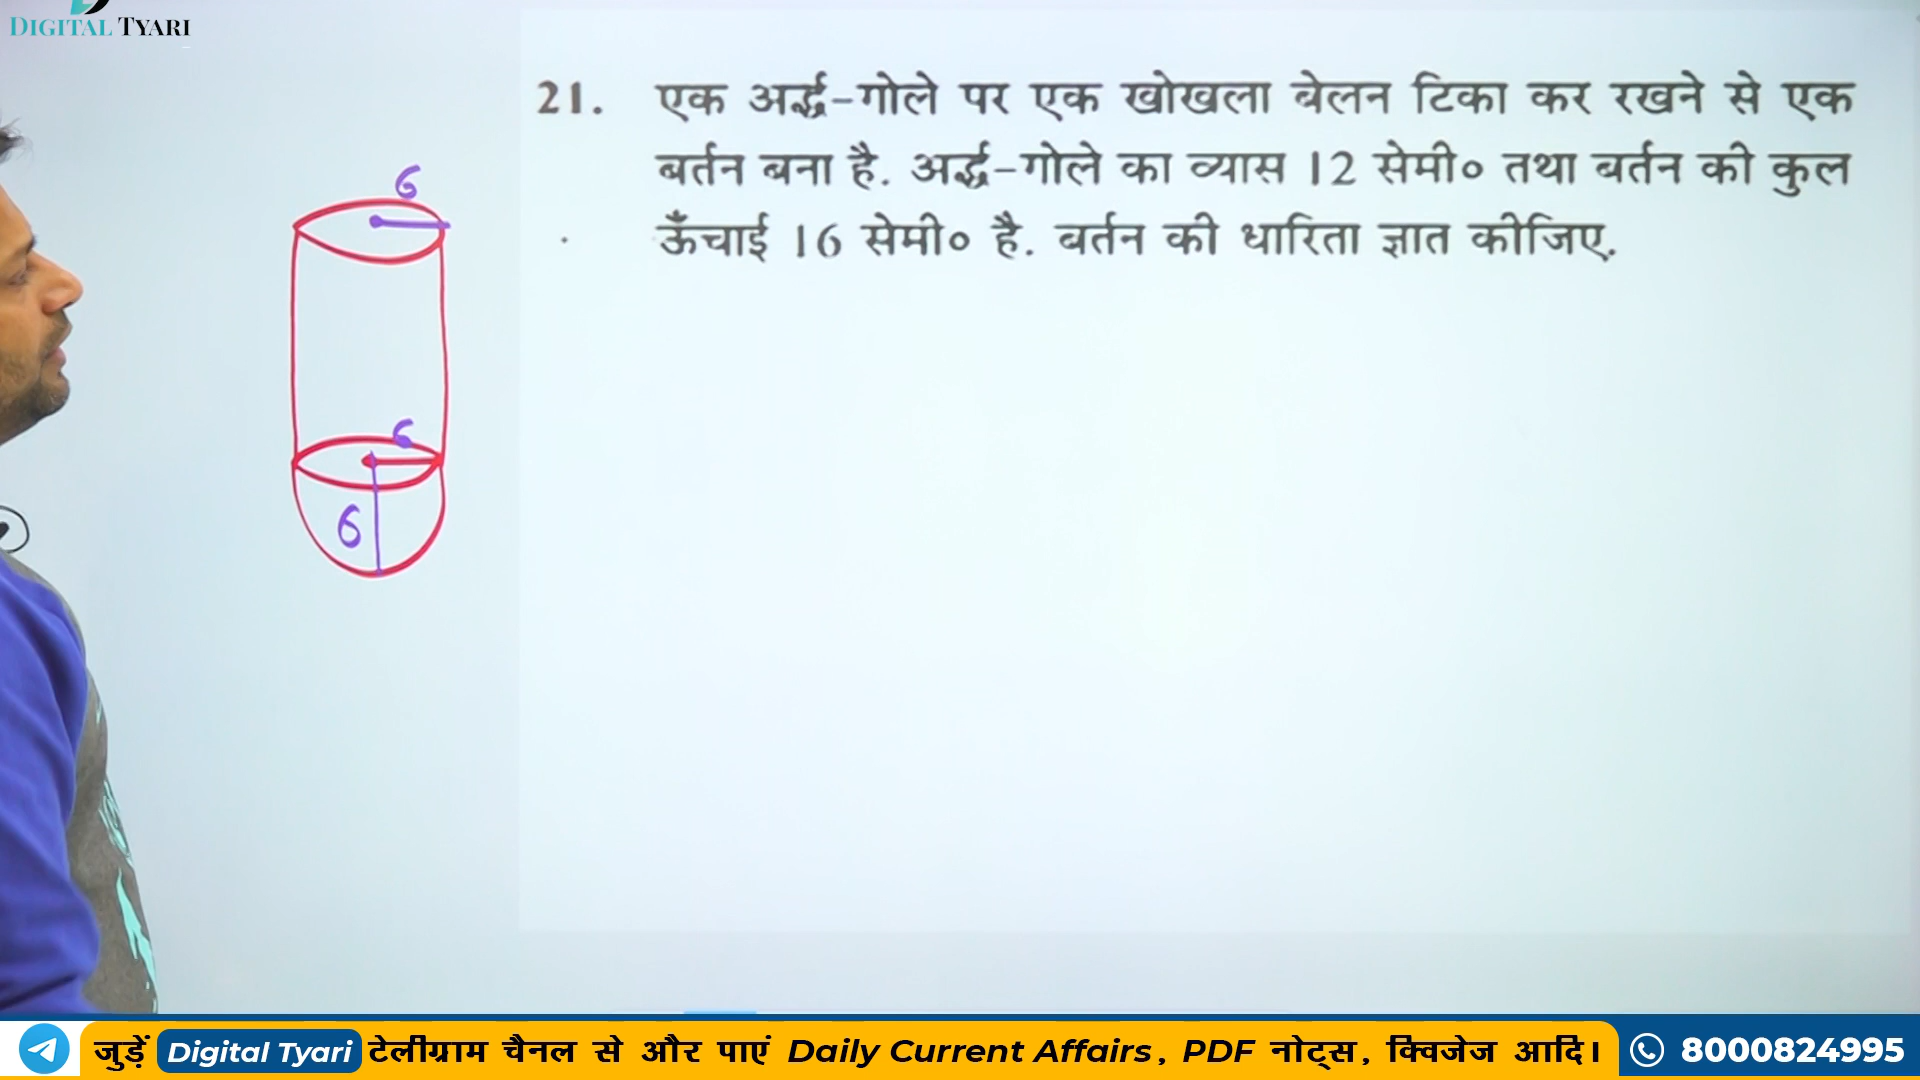 DIGITAL TYARI
21. एक अर्द्ध-गोले पर एक खोखला बेलन टिका कर रखने से एक
बर्तन बना है. अर्द्ध-गोले का व्यास 12 सेमी० तथा बर्तन की कुल
ऊँचाई 16 सेमी० है. बर्तन की धारिता ज्ञात कीजिए.
6
6
6
जुड़ें Digital Tyari टेलीग्राम चैनल से और पाएं Daily Current Affairs, PDF नोट्स, क्विजेज आदि। 8000824995